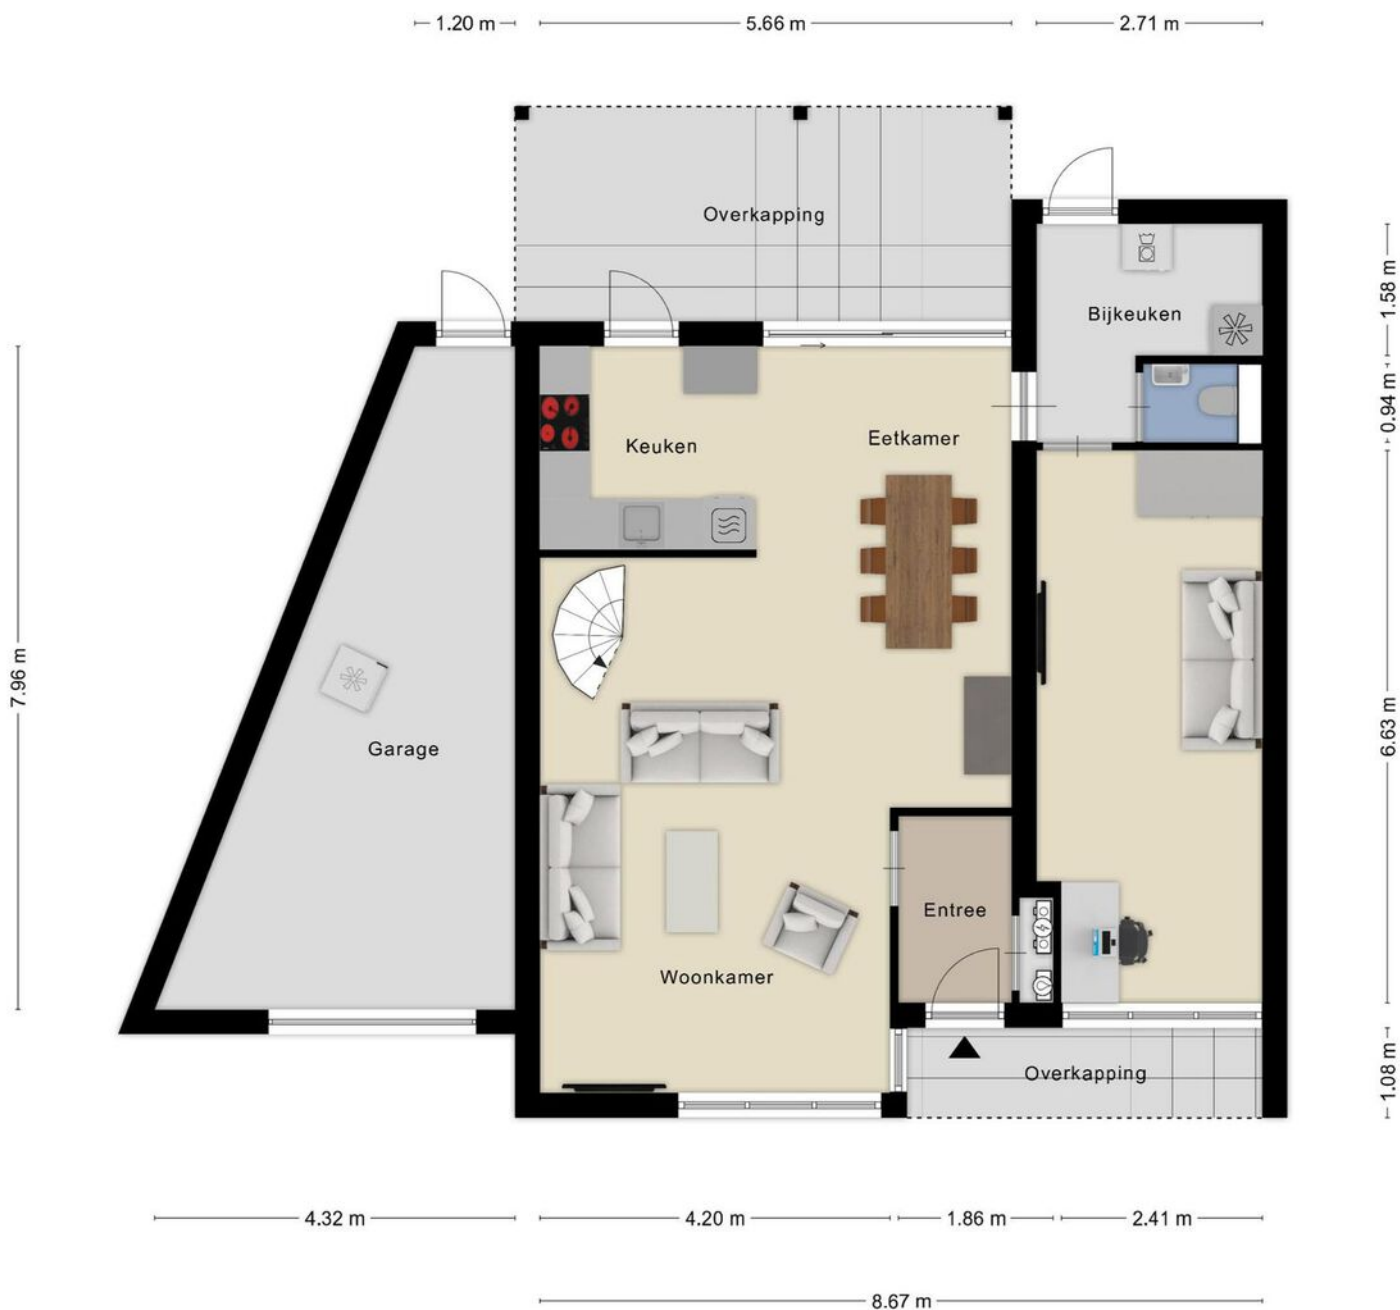 1.20 m
5.66 m
2.71 m
Overkapping
1.58 m
Bijkeuken
0.94 m
Keuken
Eetkamer
7.96 m
6.63 m
Garage
Entree
Woonkamer
Overkapping
1.08 m
4.32 m
4.20 m
1.86 m
2.41 m
8.67 m